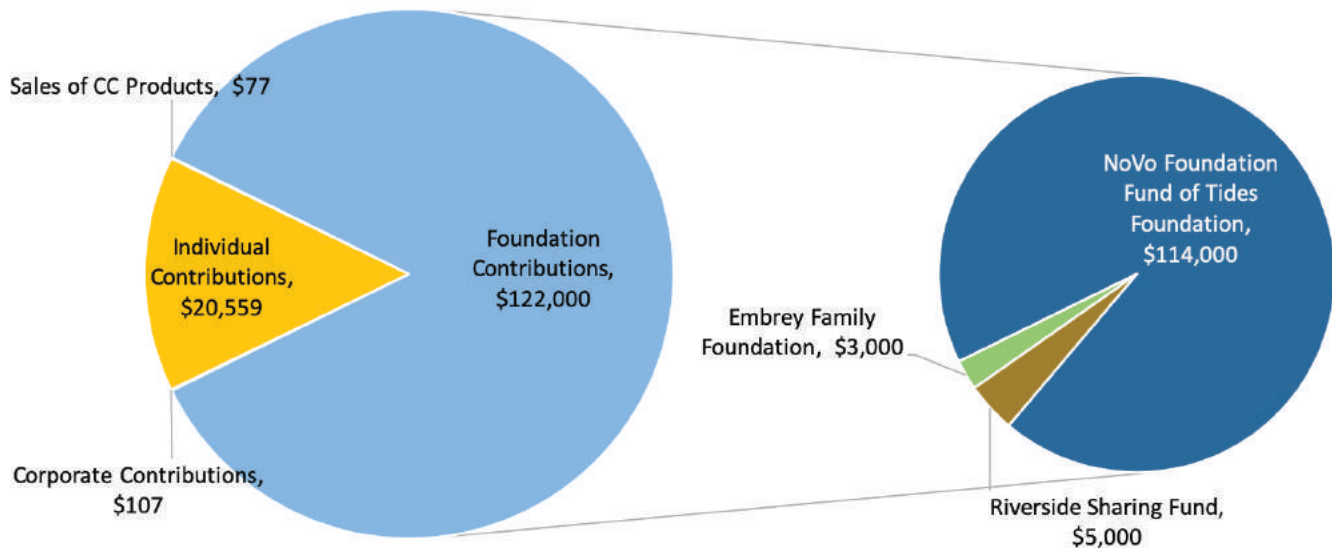 Sales of CC Products, $77
Individual
Contributions,
$20,559
Foundation
Contributions,
$122,000
Corporate Contributions,
$107
NoVo Foundation
Fund of Tides
Foundation,
$114,000
Embrey Family
Foundation, $3,000
Riverside Sharing Fund,
$5,000